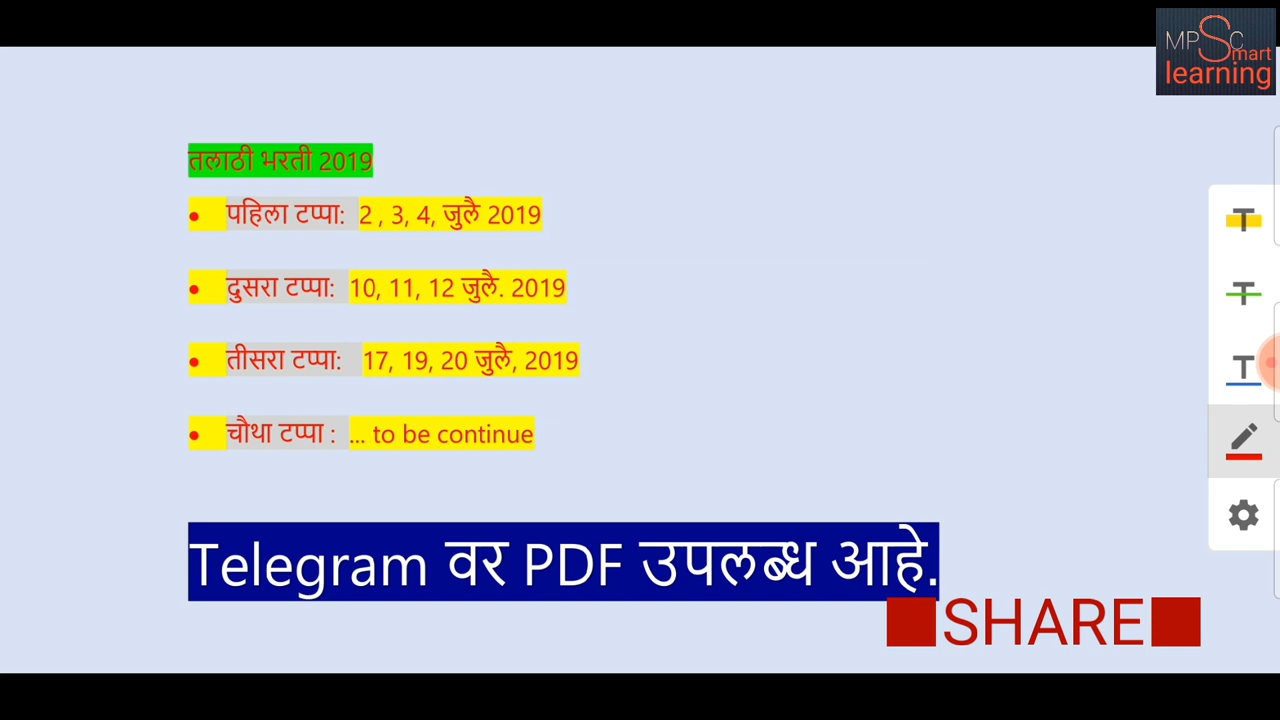 MPSC
Smart
learning
तलाठी भरती 2019
• पहिला टप्पा: 2 , 3, 4, जुलै 2019
• दुसरा टप्पा: 10, 11, 12 जुलै. 2019
• तीसरा टप्पा: 17, 19, 20 जुलै, 2019
• चौथा टप्पा : ... to be continue
Telegram वर PDF उपलब्ध आहे.
SHARE